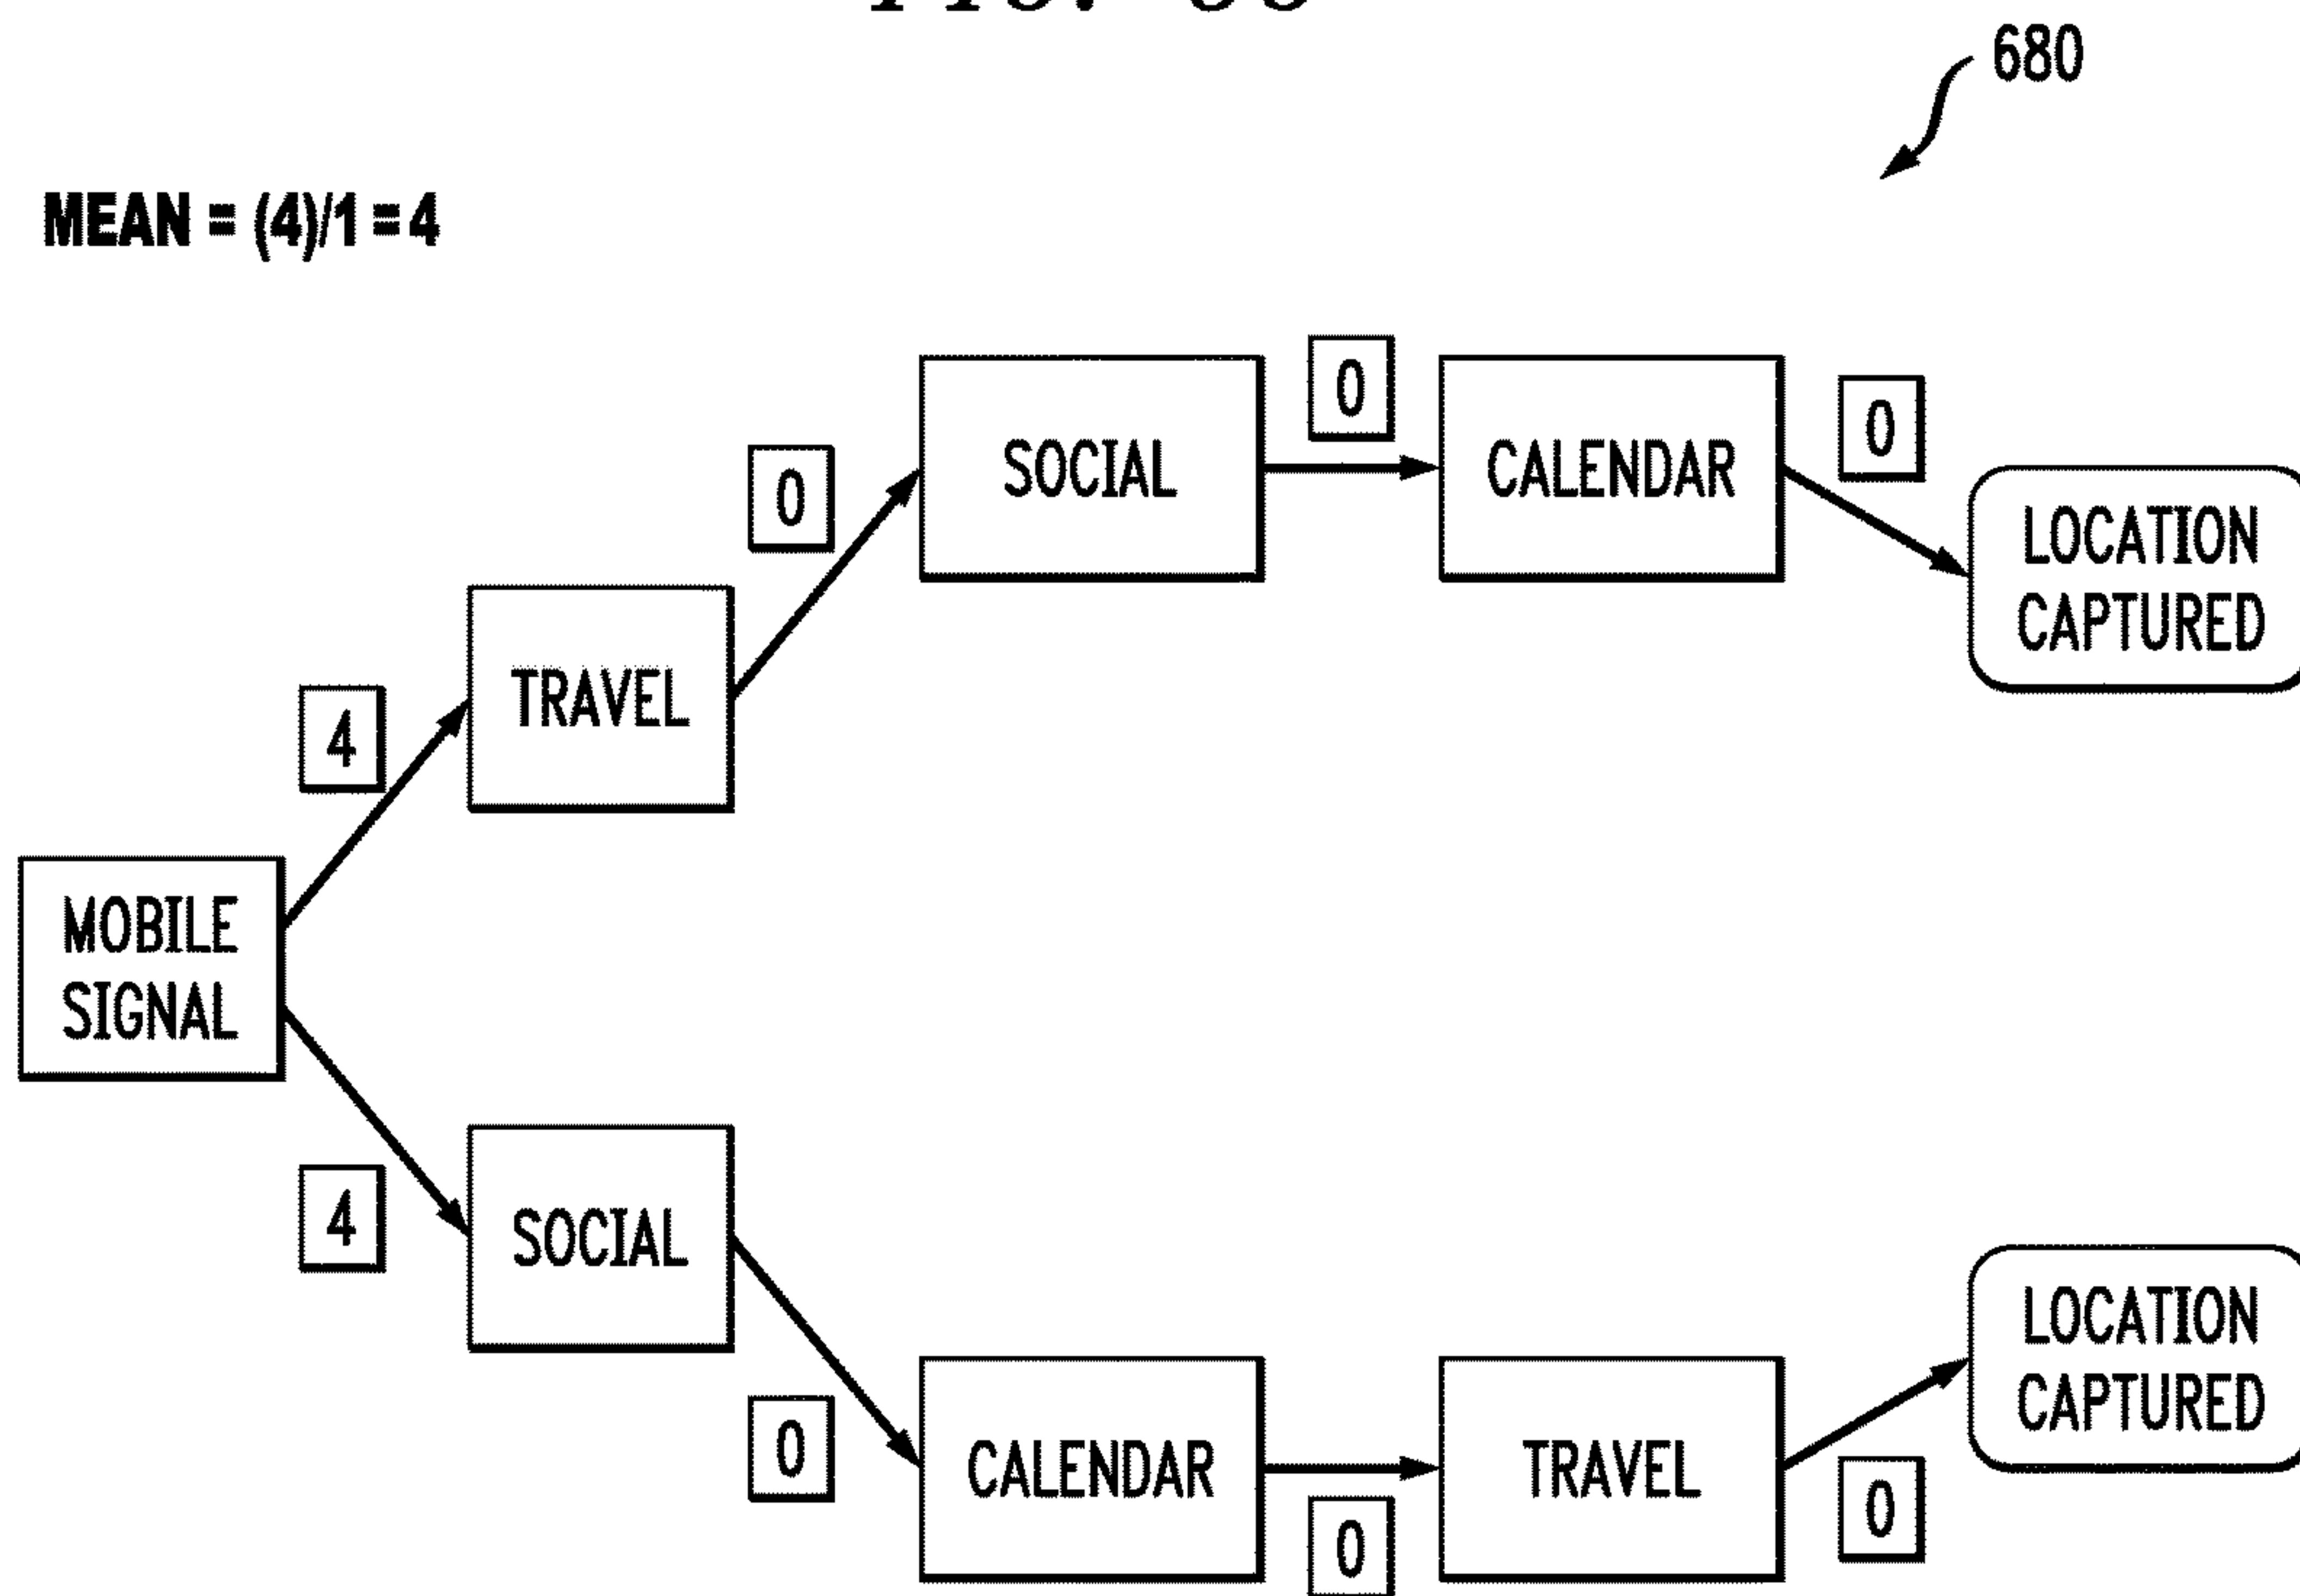 680
MEAN = (4)/1 = 4
0
0
SOCIAL
CALENDAR
0
LOCATION
CAPTURED
TRAVEL
4
MOBILE
SIGNAL
4
SOCIAL
LOCATION
CAPTURED
0
CALENDAR
TRAVEL
0
0